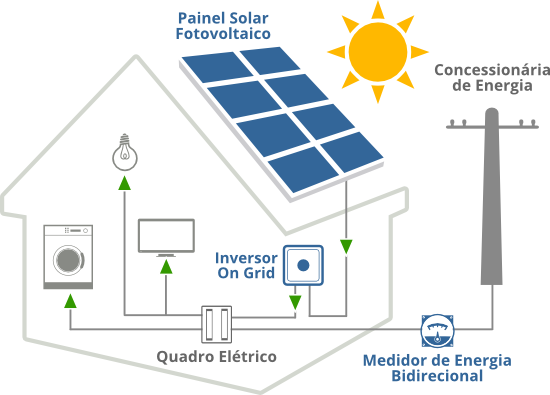 Painel Solar
Fotovoltaico
Concessionária
de Energia
Inversor
On Grid
Quadro Elétrico
Medidor de Energia
Bidirecional